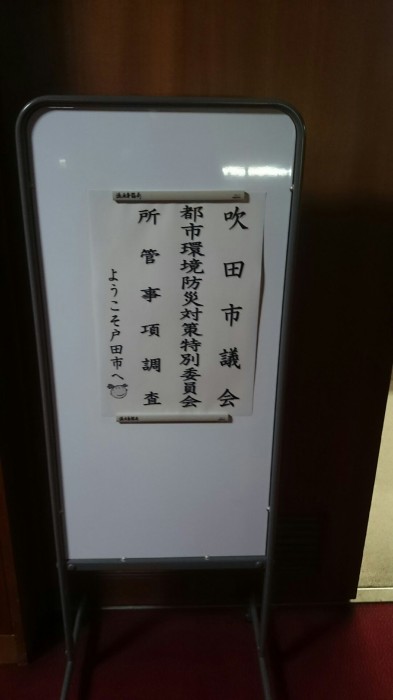 吹田市議会
都市環境防災対策特別委員会
所管事項調査
ようこそ戸田市へ